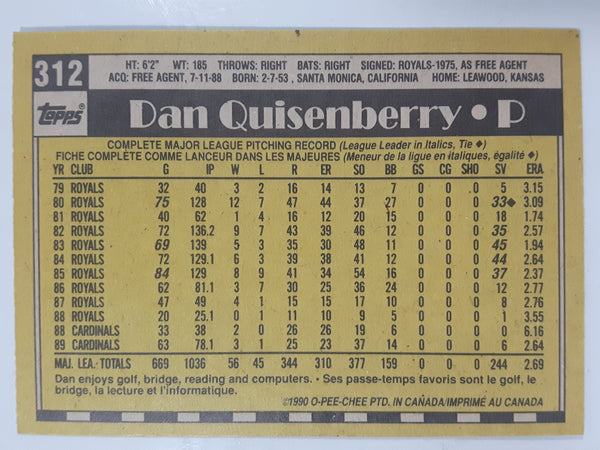 312
HT: 6'2" WT: 185 THROWS: RIGHT BATS: RIGHT SIGNED: ROYALS-1975, AS FREE AGENT
ACQ: FREE AGENT, 7-11-88 BORN: 2-7-53, SANTA MONICA, CALIFORNIA HOME: LEAWOOD, KANSAS
Topps®
Dan Quisenberry • P
COMPLETE MAJOR LEAGUE PITCHING RECORD (League Leader in Italics, Tie ◆)
FICHE COMPLÈTE COMME LANCEUR DANS LES MAJEURES (Meneur de la ligue en italiques, égalité ◆)
YR CLUB G IP W L R ER SO BB GS CG SHO SV ERA
79 ROYALS 32 40 3 2 16 14 13 7 0 0 0 5 3.15
80 ROYALS 75 128 12 7 47 44 37 27 0 0 0 33◆ 3.09
81 ROYALS 40 62 1 4 16 12 20 15 0 0 0 18 1.74
82 ROYALS 72 136.2 9 7 43 39 46 12 0 0 0 35 2.57
83 ROYALS 69 139 5 3 35 30 48 11 0 0 0 45 1.94
84 ROYALS 72 129.1 6 3 39 38 41 12 0 0 0 44 2.64
85 ROYALS 84 129 8 9 41 34 54 16 0 0 0 37 2.37
86 ROYALS 62 81.1 3 7 30 25 36 24 0 0 0 12 2.77
87 ROYALS 47 49 4 1 15 15 17 10 0 0 0 8 2.76
88 ROYALS 20 25.1 0 1 11 10 9 5 0 0 0 1 3.55
88 CARDINALS 33 38 2 0 26 26 19 6 0 0 0 0 6.16
89 CARDINALS 63 78.1 3 1 25 23 37 14 0 0 0 6 2.64
MAJ. LEA. TOTALS 669 1036 56 45 344 310 377 159 0 0 0 244 2.69
Dan enjoys golf, bridge, reading and computers. • Ses passe-temps favoris sont le golf, le
bridge, la lecture et l'informatique.
©1990 O-PEE-CHEE PTD. IN CANADA/IMPRIMÉ AU CANADA